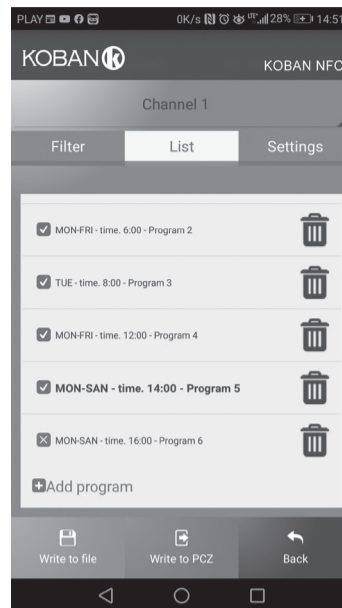 PLAY 0K/s LTE 28% 14:51
KOBAN K
KOBAN NFC
Channel 1
Filter List Settings
MON-FRI - time. 6:00 - Program 2
TUE - time. 8:00 - Program 3
MON-FRI - time. 12:00 - Program 4
MON-SAN - time. 14:00 - Program 5
MON-SAN - time. 16:00 - Program 6
Add program
Write to file Write to PCZ Back